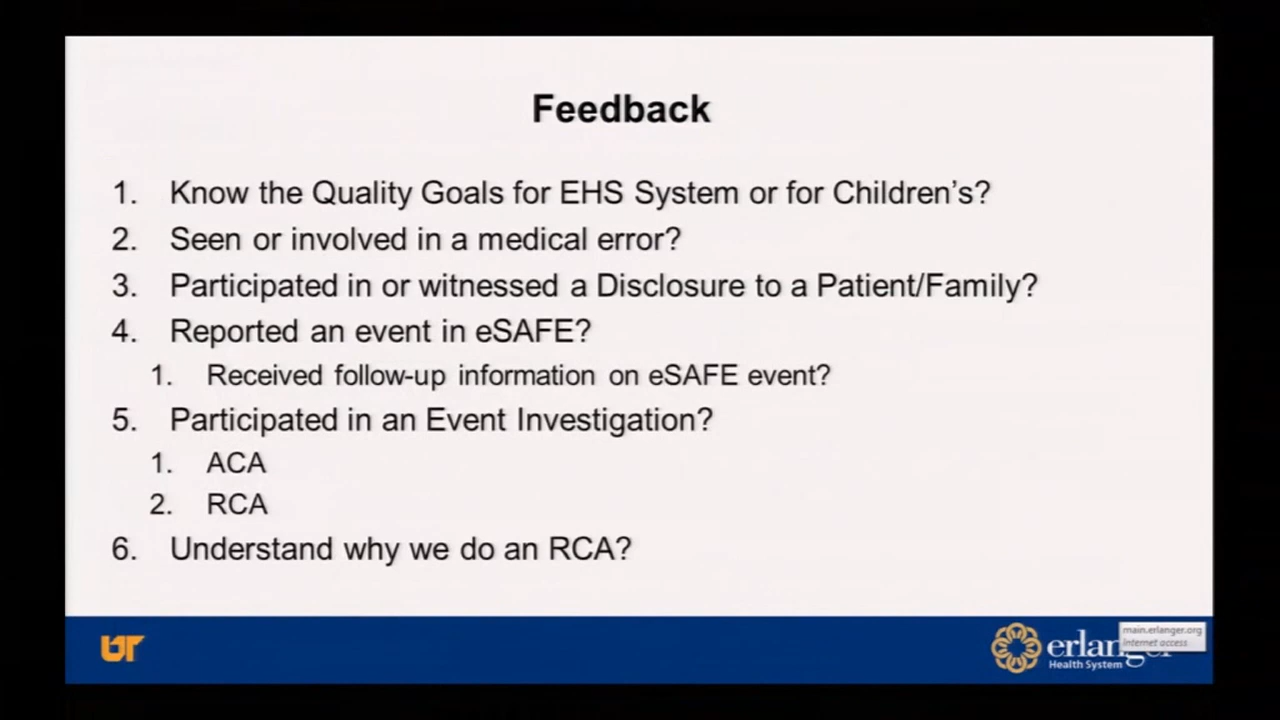 Feedback
1. Know the Quality Goals for EHS System or for Children's?
2. Seen or involved in a medical error?
3. Participated in or witnessed a Disclosure to a Patient/Family?
4. Reported an event in eSAFE?
1. Received follow-up information on eSAFE event?
5. Participated in an Event Investigation?
1. ACA
2. RCA
6. Understand why we do an RCA?
UT
erlanger
Health System
main.erlanger.org
Internet access